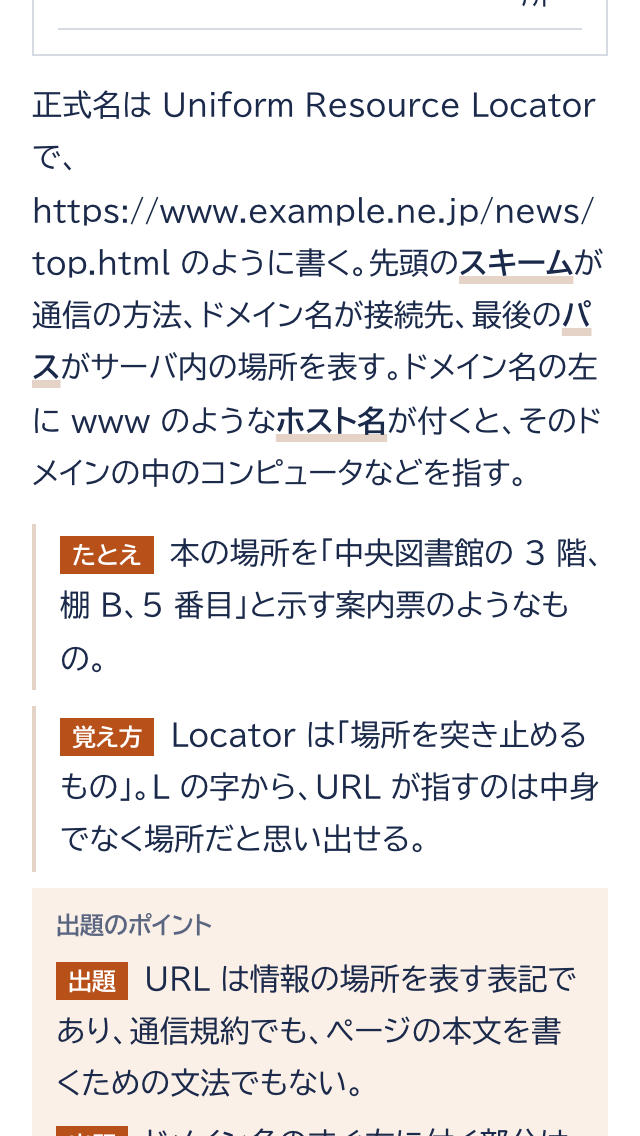 正式名は Uniform Resource Locator
で、
https://www.example.ne.jp/news/
top.html のように書く。先頭のスキームが
通信の方法、ドメイン名が接続先、最後のパ
スがサーバ内の場所を表す。ドメイン名の左
に www のようなホスト名が付くと、そのド
メインの中のコンピュータなどを指す。
たとえ 本の場所を「中央図書館の 3 階、
棚 B、5 番目」と示す案内票のようなも
の。
覚え方 Locator は「場所を突き止める
もの」。L の字から、URL が指すのは中身
でなく場所だと思い出せる。
出題のポイント
出題 URL は情報の場所を表す表記で
あり、通信規約でも、ページの本文を書
くための文法でもない。